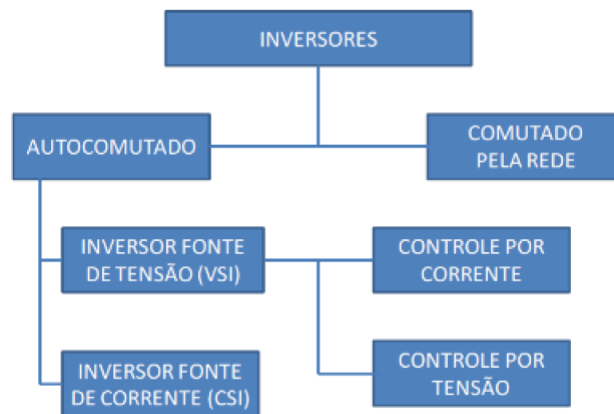 INVERSORES
AUTOCOMUTADO
COMUTADO
PELA REDE
INVERSOR FONTE
DE TENSÃO (VSI)
CONTROLE POR
CORRENTE
INVERSOR FONTE
DE CORRENTE (CSI)
CONTROLE POR
TENSÃO